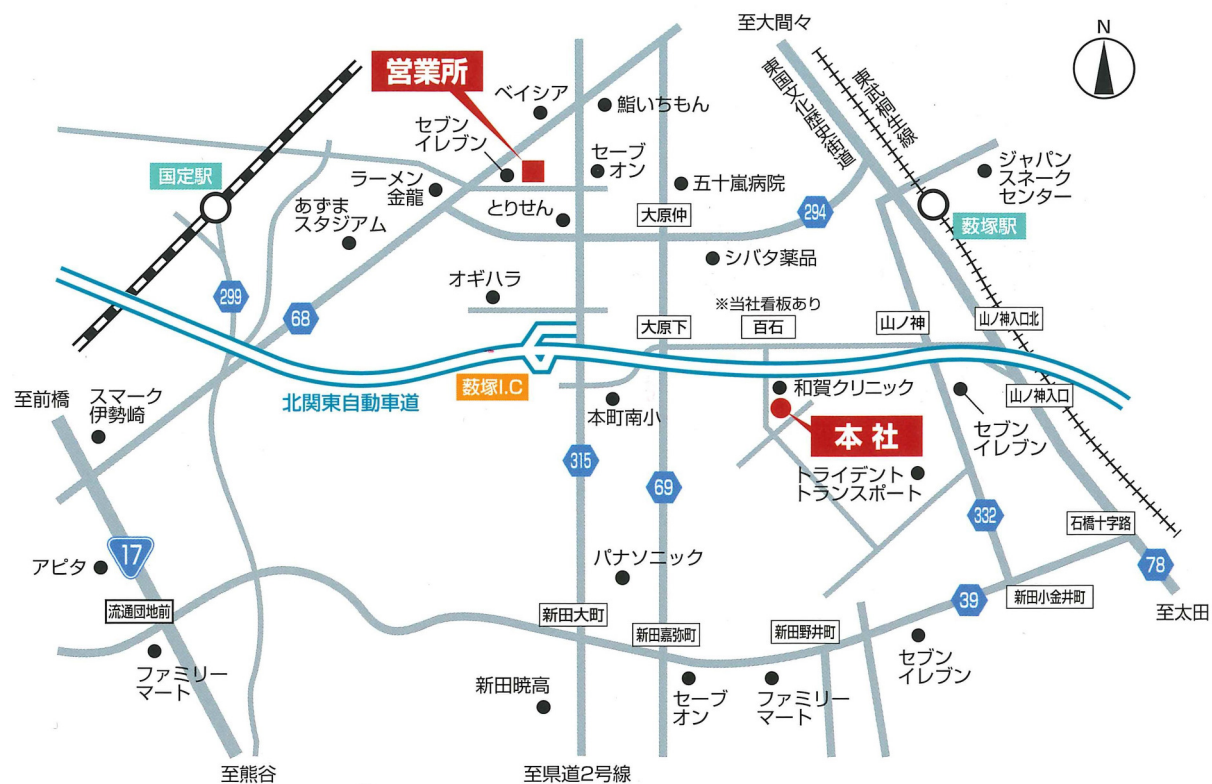 至大間々
N
営業所
ベイシア
鮨いちもん
東国文化歴史街道
東武桐生線
セブン
イレブン
セーブ
オン
国定駅
ラーメン
金龍
五十嵐病院
ジャパン
スネーク
センター
あずま
スタジアム
とりせん
大原仲
294
藪塚駅
シバタ薬品
オギハラ
299
68
※当社看板あり
大原下
百石
山ノ神
山ノ神入口北
藪塚I.C
北関東自動車道
和賀クリニック
山ノ神入口
至前橋
スマーク
伊勢崎
本町南小
本社
セブン
イレブン
315
69
トライデント
トランスポート
332
石橋十字路
17
アピタ
パナソニック
78
流通団地前
新田大町
新田嘉弥町
新田野井町
39
新田小金井町
至太田
ファミリー
マート
新田暁高
セーブ
オン
ファミリー
マート
セブン
イレブン
至熊谷
至県道2号線